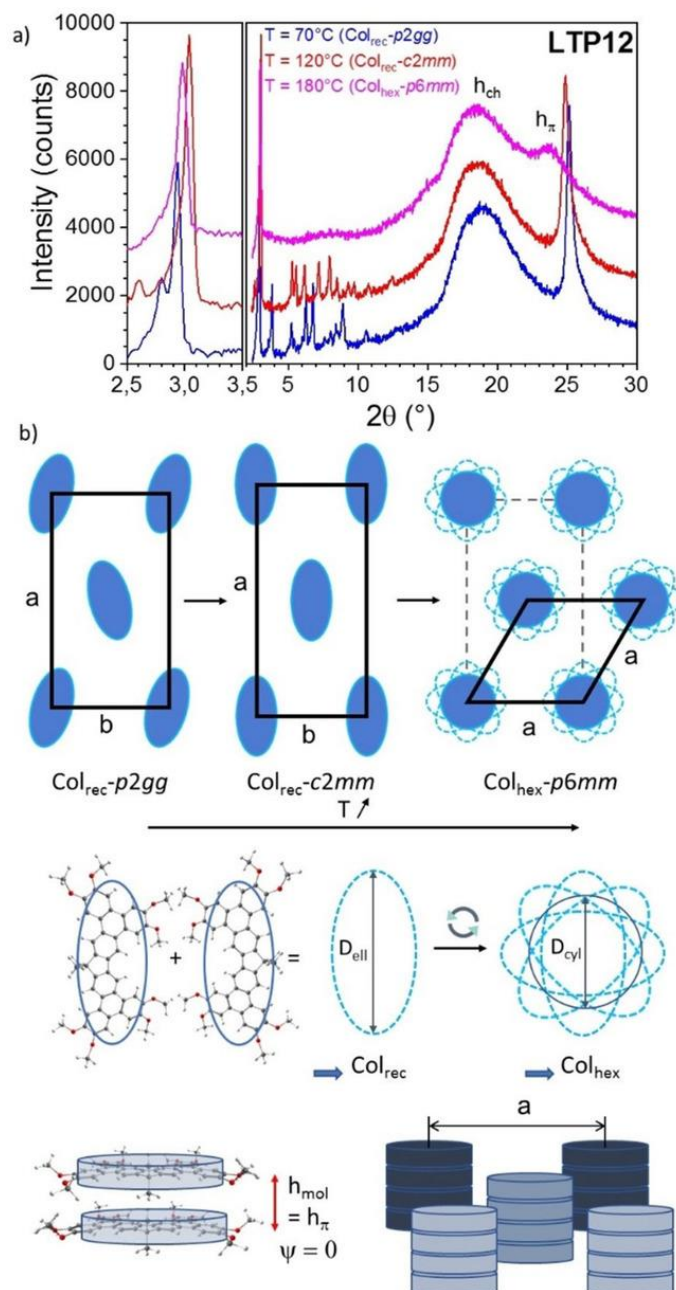 a)
10000
8000
6000
4000
2000
0
Intensity (counts)
T = 70°C (Colrec-p2gg)
T = 120°C (Colrec-c2mm)
T = 180°C (Colhex-p6mm)
LTP12
hch
hπ
2,5 3,0 3,5 5 10 15 20 25 30
2θ (°)
b)
a
b
a
b
a
a
Colrec-p2gg
Colrec-c2mm
Colhex-p6mm
T ↗
+
=
Dell
Dcyl
Colrec
Colhex
hmol
= hπ
ψ = 0
a